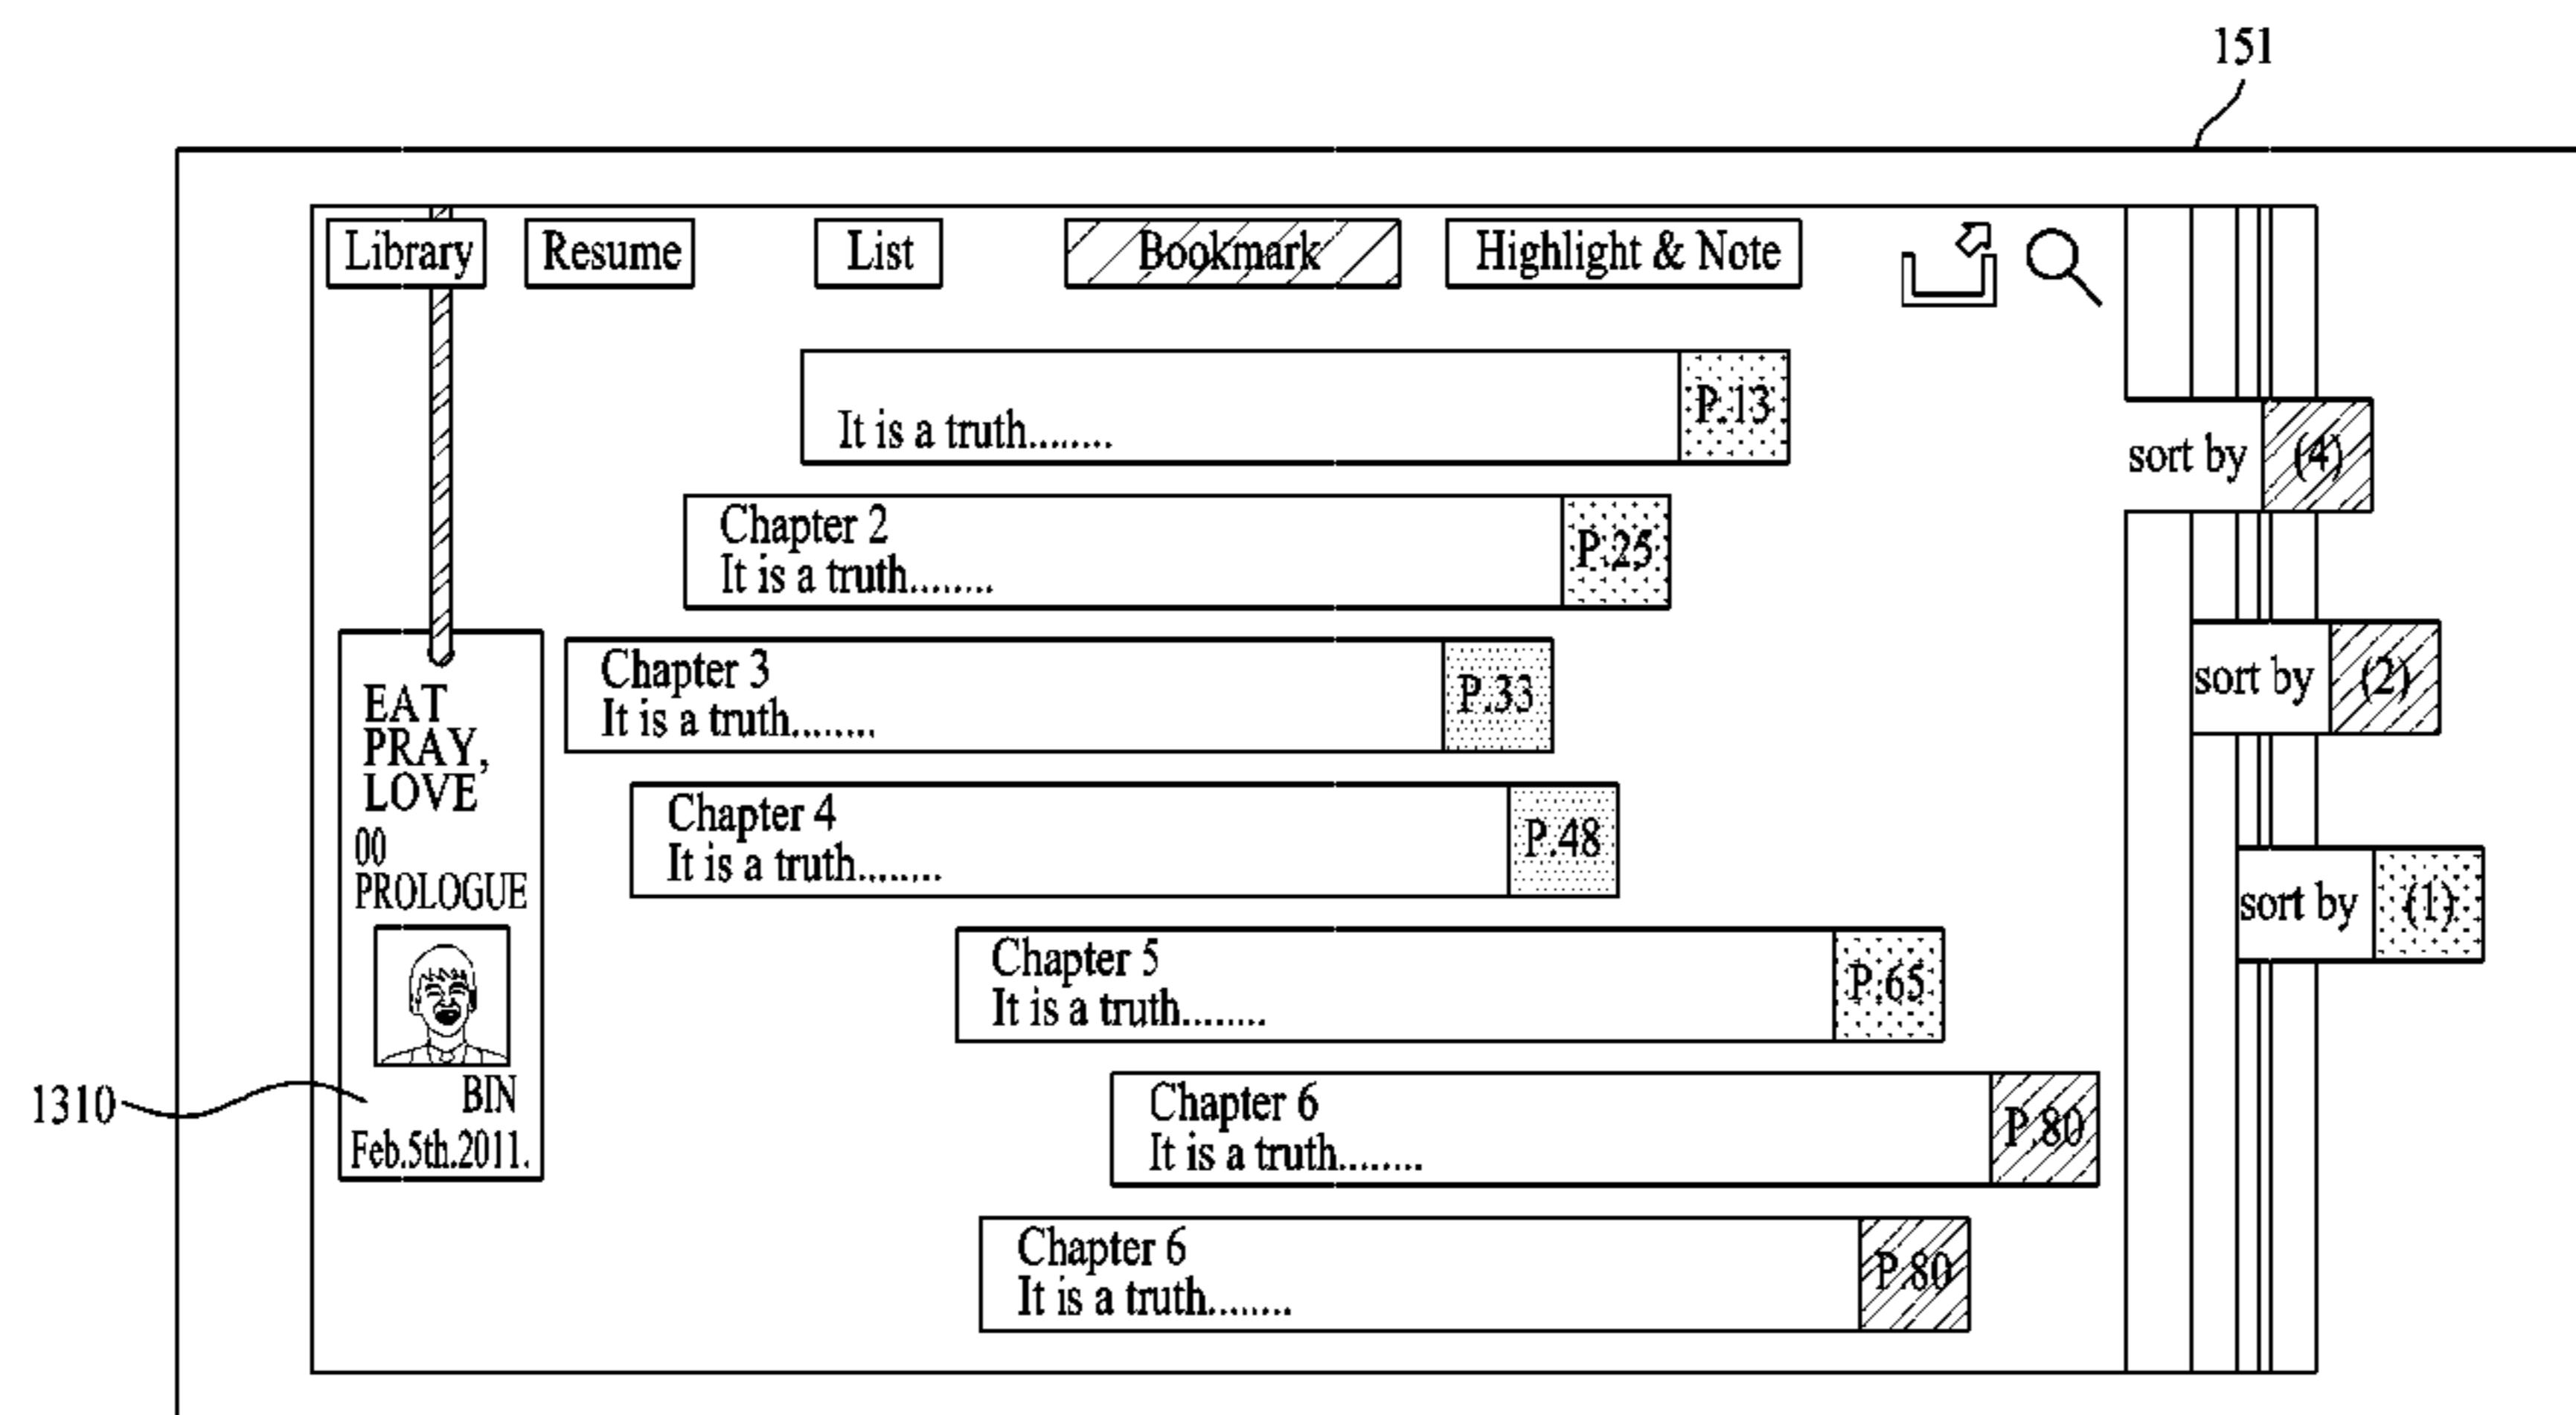 151
Library
Resume
List
Bookmark
Highlight & Note
It is a truth........
P.13
Chapter 2
It is a truth........
P.25
Chapter 3
It is a truth........
P.33
Chapter 4
It is a truth........
P.48
Chapter 5
It is a truth........
P.65
Chapter 6
It is a truth........
P.80
Chapter 6
It is a truth........
P.80
sort by (4)
sort by (2)
sort by (1)
EAT
PRAY,
LOVE
00
PROLOGUE
BIN
Feb.5th.2011.
1310